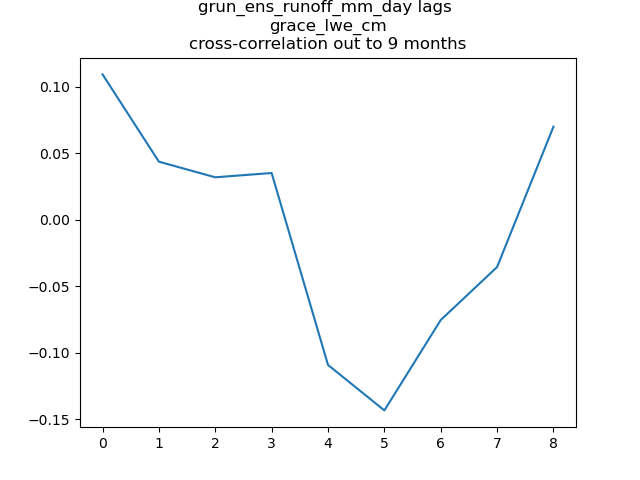 grun_ens_runoff_mm_day lags
grace_lwe_cm
cross-correlation out to 9 months
0.10
0.05
0.00
−0.05
−0.10
−0.15
0 1 2 3 4 5 6 7 8